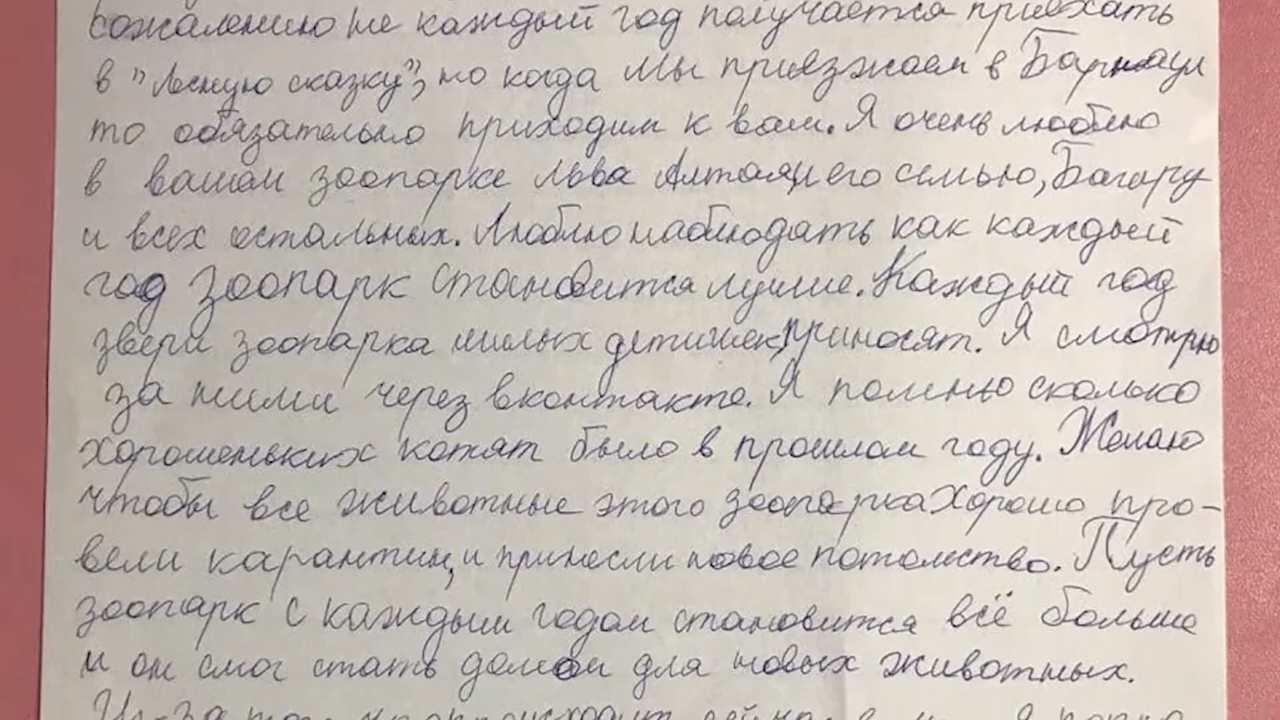 сожалению не каждый год получается приехать
в "Лесную сказку", но когда мы приезжаем в Барнаул
то обязательно приходим к вам. Я очень люблю
в вашем зоопарке льва Алтая, его семью, Багиру
и всех остальных. Люблю наблюдать как каждый
год зоопарк становится лучше. Каждый год
звери зоопарка милых детишек приносят. Я смотрю
за ними через вконтакте. Я помню сколько
хорошеньких котят было в прошлом году. Желаю
чтобы все животные этого зоопарка хорошо про-
вели карантин, и принесли новое потомство. Пусть
зоопарк с каждым годом становится всё больше
и он смог стать домом для новых животных.
Из-за того